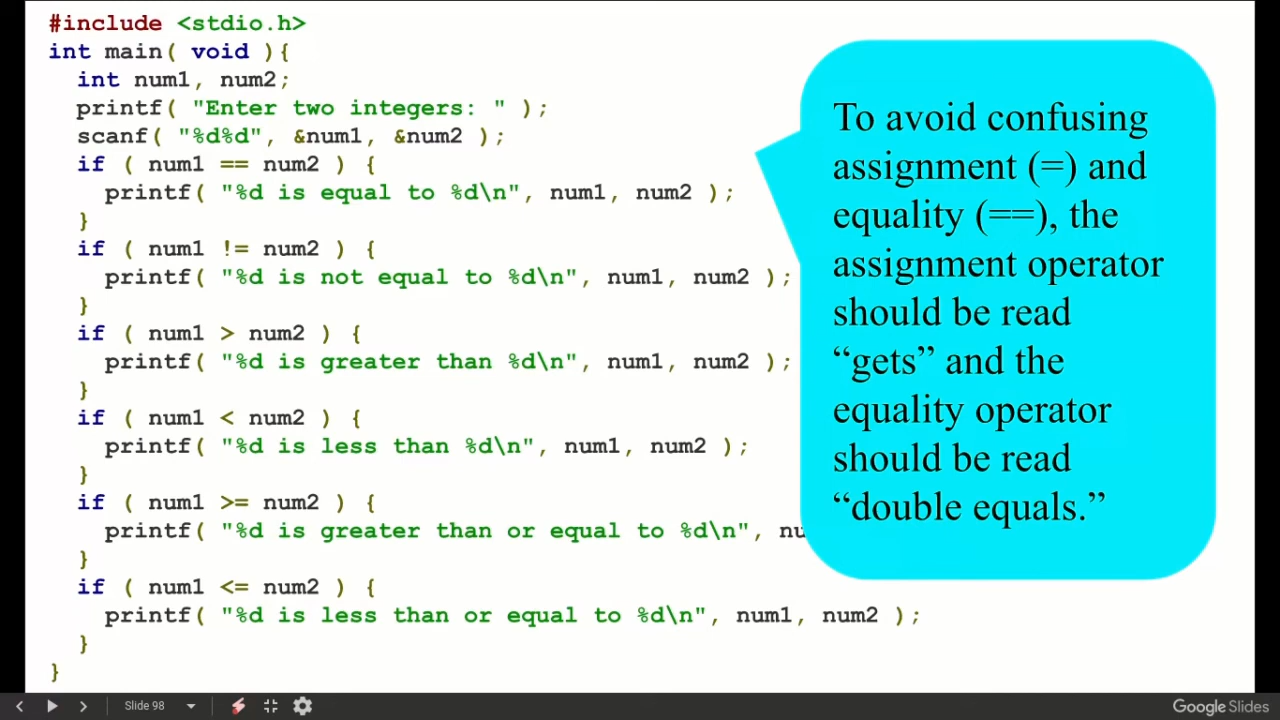 #include <stdio.h>
int main( void ){
  int num1, num2;
  printf( "Enter two integers: " );
  scanf( "%d%d", &num1, &num2 );
  if ( num1 == num2 ) {
    printf( "%d is equal to %d\n", num1, num2 );
  }
  if ( num1 != num2 ) {
    printf( "%d is not equal to %d\n", num1, num2 );
  }
  if ( num1 > num2 ) {
    printf( "%d is greater than %d\n", num1, num2 );
  }
  if ( num1 < num2 ) {
    printf( "%d is less than %d\n", num1, num2 );
  }
  if ( num1 >= num2 ) {
    printf( "%d is greater than or equal to %d\n",
  }
  if ( num1 <= num2 ) {
    printf( "%d is less than or equal to %d\n", num1, num2 );
  }
}
To avoid confusing
assignment (=) and
equality (==), the
assignment operator
should be read
“gets” and the
equality operator
should be read
“double equals.”
Slide 98
Google Slides